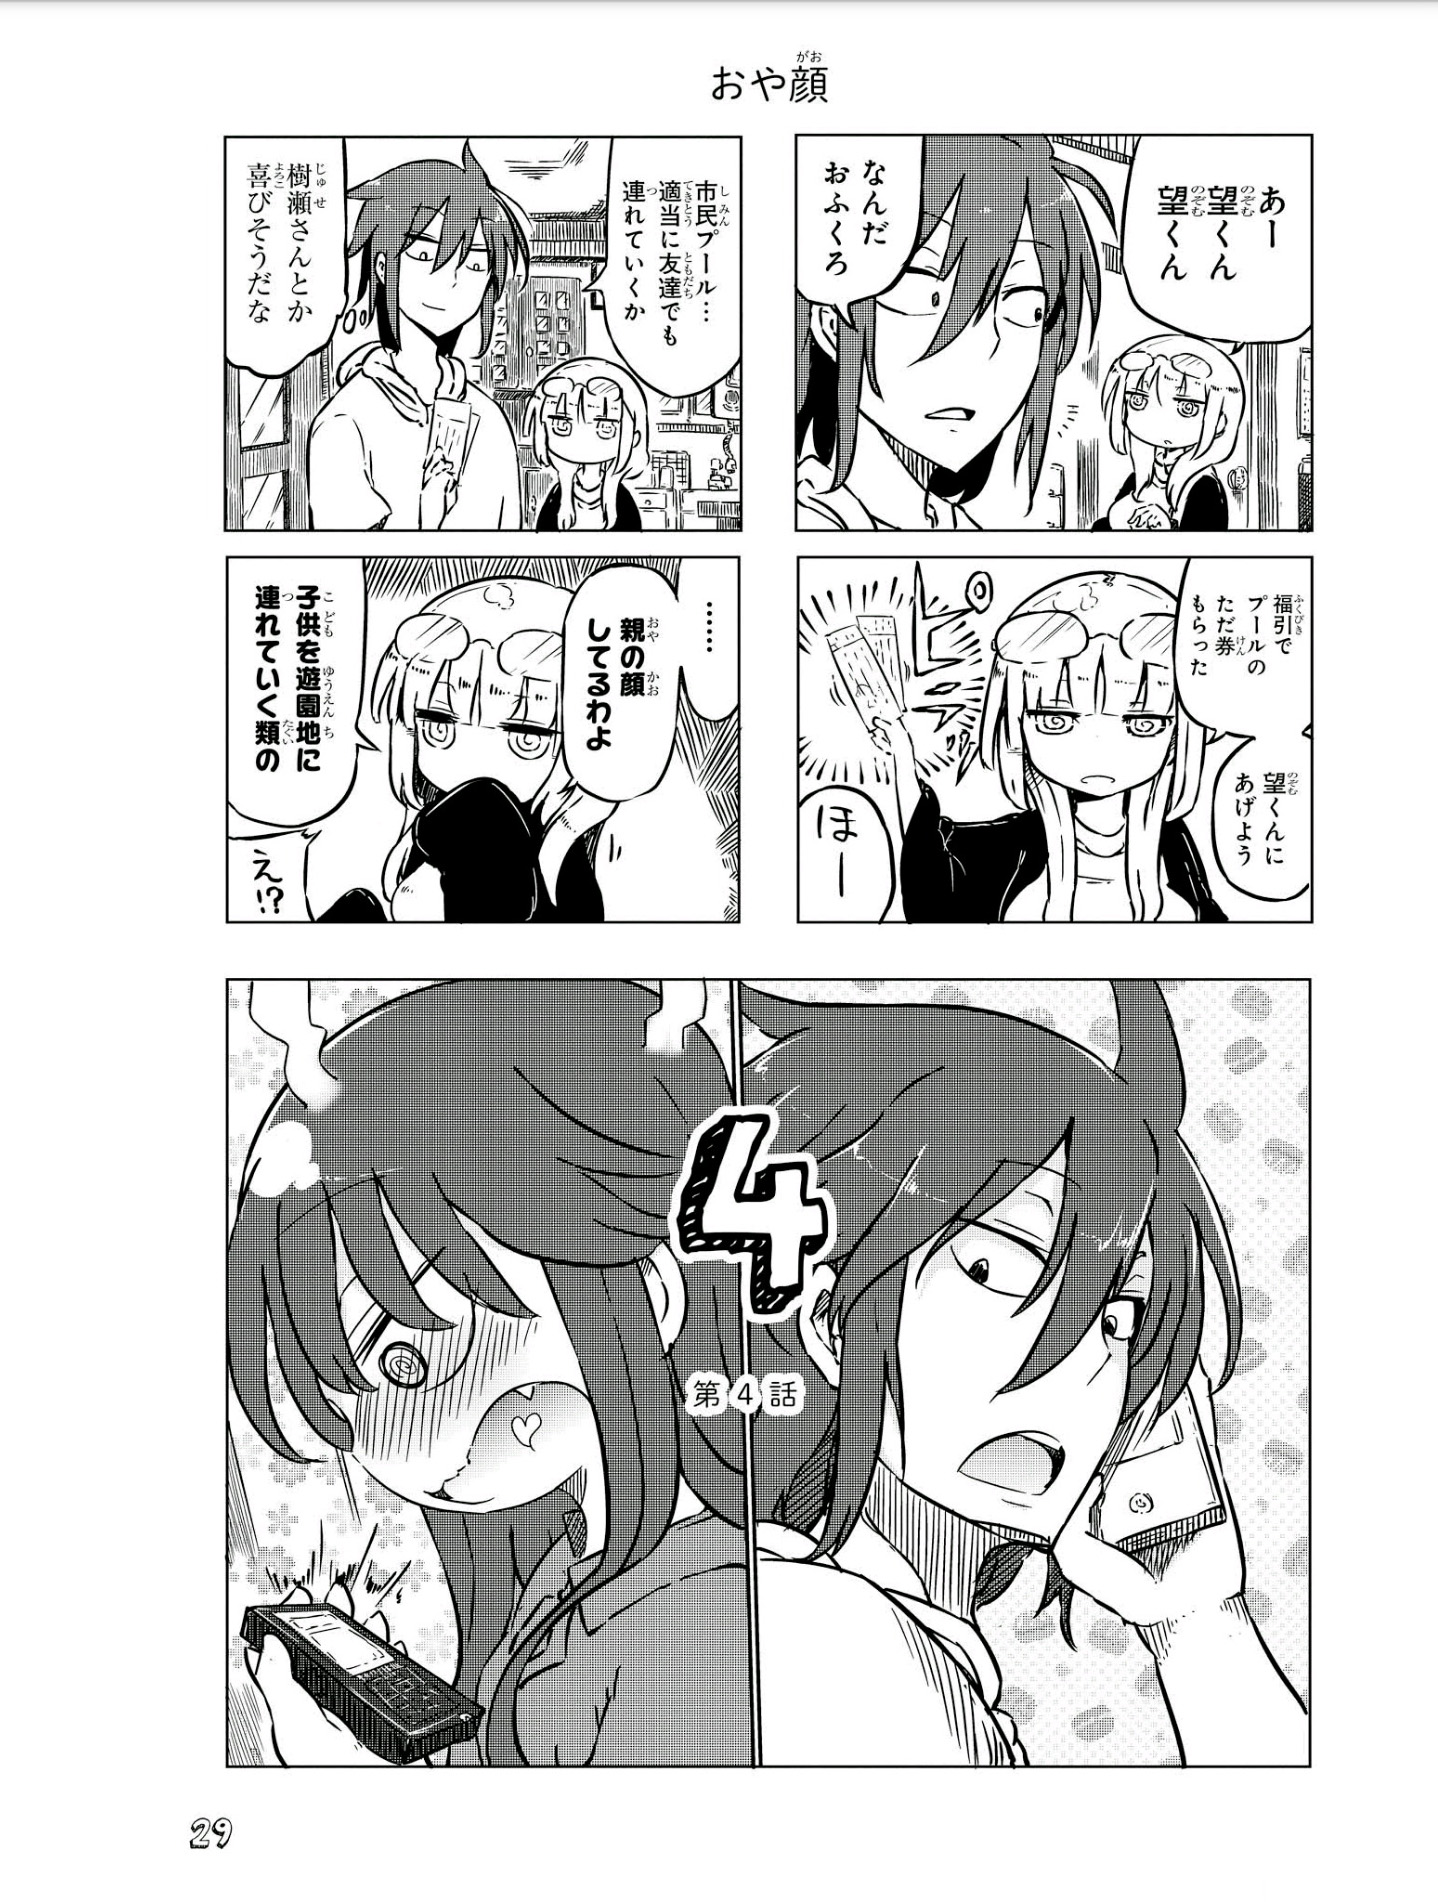 おや顔
あー
望くん
望くん
なんだ
おふくろ
福引で
プールの
ただ券
もらった
望くんに
あげよう
ピラッ
ほー
市民プール…
適当に友達でも
連れていくか
樹瀬さんとか
喜びそうだな
……
親の顔
してるわよ
子供を遊園地に
連れていく類の
え!?
4
第4話
29